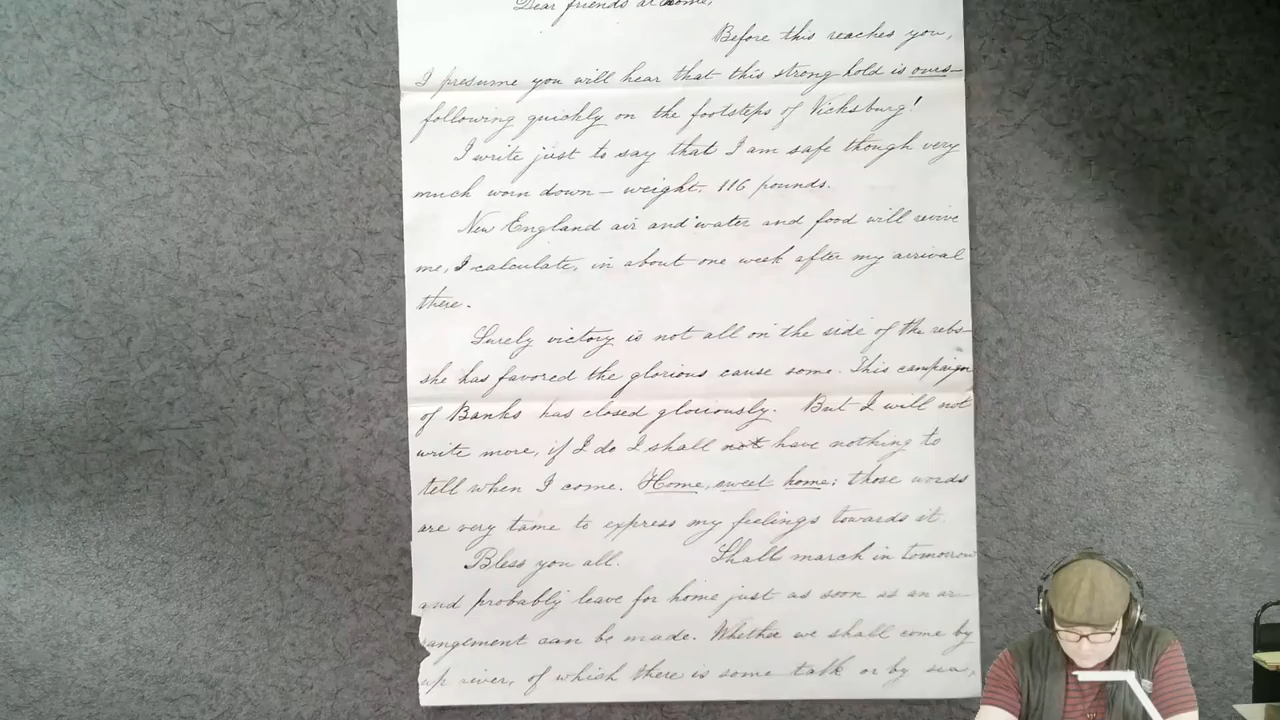 Dear friends at home,
Before this reaches you,
I presume you will hear that this strong hold is ours—
following quickly on the footsteps of Vicksburg!
I write just to say that I am safe though very
much worn down — weight, 116 pounds.
New England air and water and food will revive
me, I calculate, in about one week after my arrival
there.
Surely victory is not all on the side of the rebs—
she has favored the glorious cause some. This campaign
of Banks has closed gloriously. But I will not
write more, if I do I shall not have nothing to
tell when I come. Home, sweet home; those words
are very tame to express my feelings towards it.
Bless you all. Shall march in tomorrow
and probably leave for home just as soon as an ar-
rangement can be made. Whether we shall come by
up river, of which there is some talk or by sea,